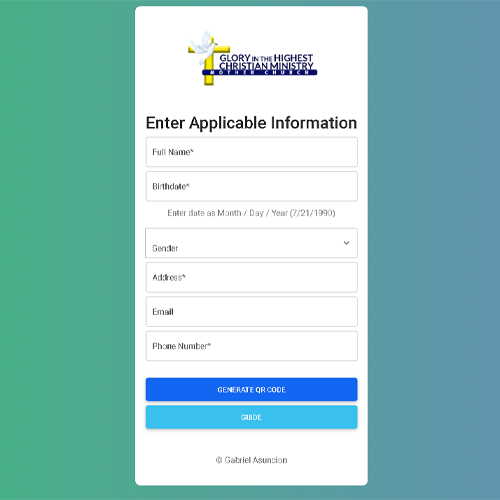 GLORY IN THE HIGHEST
CHRISTIAN MINISTRY
MOTHER CHURCH
Enter Applicable Information
Full Name*
Birthdate*
Enter date as Month / Day / Year (7/21/1990)
Gender
Address*
Email
Phone Number*
GENERATE QR CODE
GUIDE
© Gabriel Asuncion